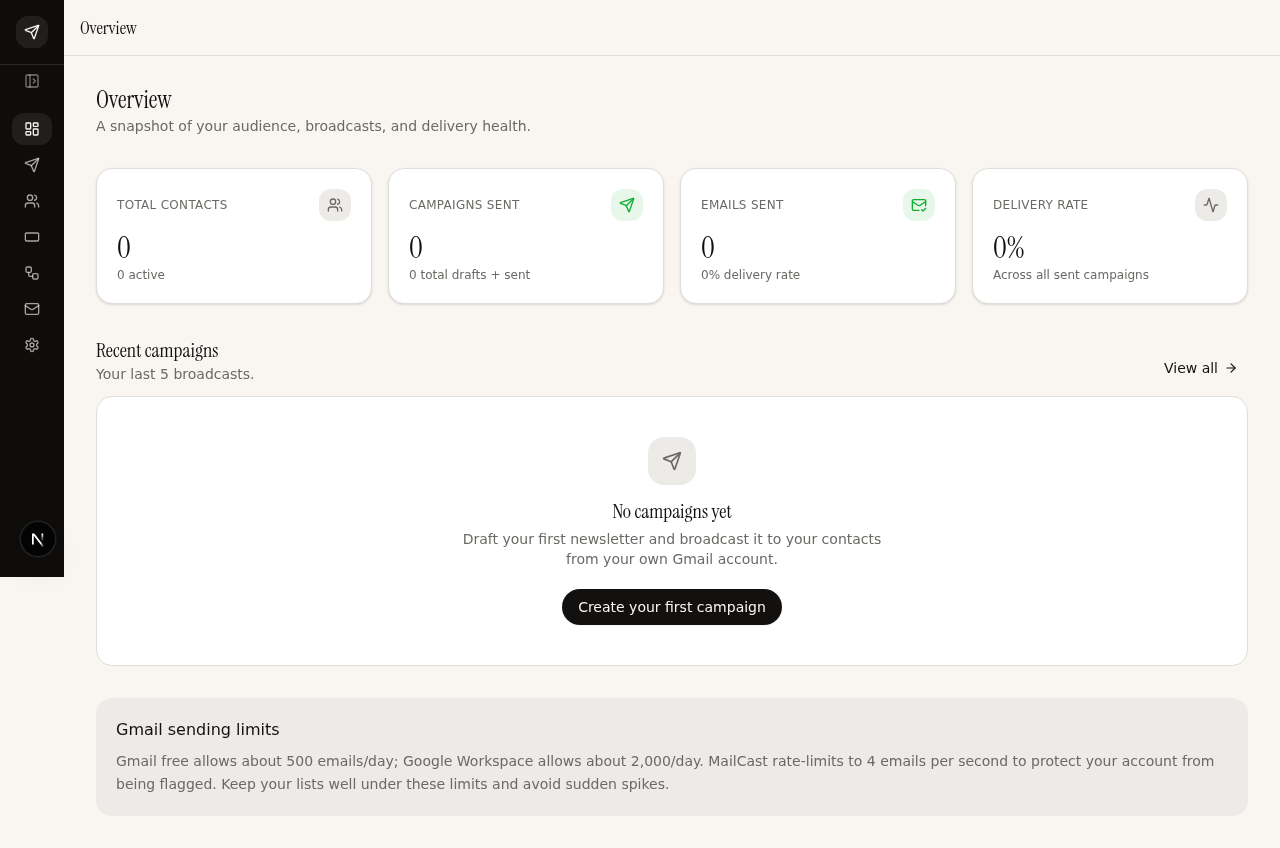 Overview
Overview
A snapshot of your audience, broadcasts, and delivery health.
TOTAL CONTACTS
0
0 active
CAMPAIGNS SENT
0
0 total drafts + sent
EMAILS SENT
0
0% delivery rate
DELIVERY RATE
0%
Across all sent campaigns
Recent campaigns
Your last 5 broadcasts.
View all
No campaigns yet
Draft your first newsletter and broadcast it to your contacts
from your own Gmail account.
Create your first campaign
N
Gmail sending limits
Gmail free allows about 500 emails/day; Google Workspace allows about 2,000/day. MailCast rate-limits to 4 emails per second to protect your account from
being flagged. Keep your lists well under these limits and avoid sudden spikes.